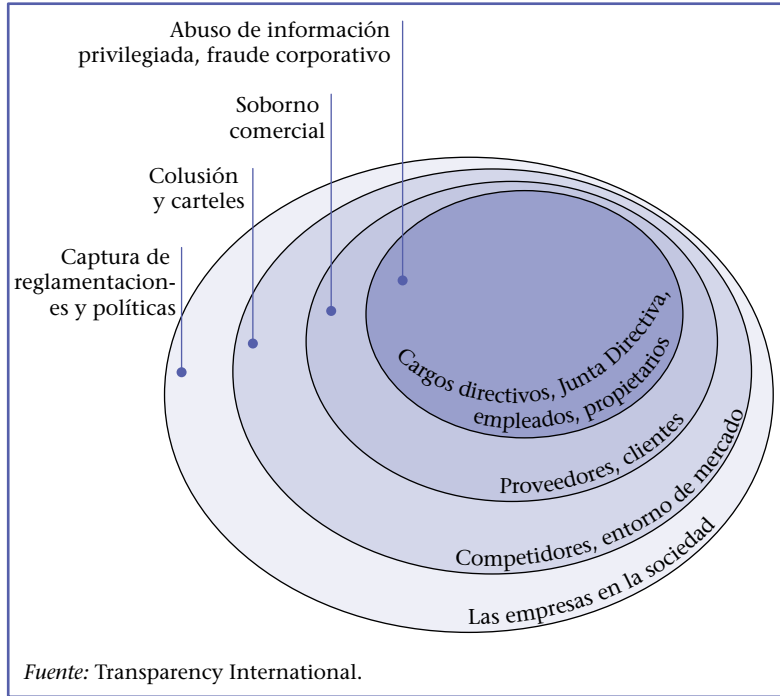 Abuso de información
privilegiada, fraude corporativo
Soborno
comercial
Colusión
y carteles
Captura de
reglamentacion-
es y políticas
Cargos directivos, Junta Directiva,
empleados, propietarios
Proveedores, clientes
Competidores, entorno de mercado
Las empresas en la sociedad
Fuente: Transparency International.